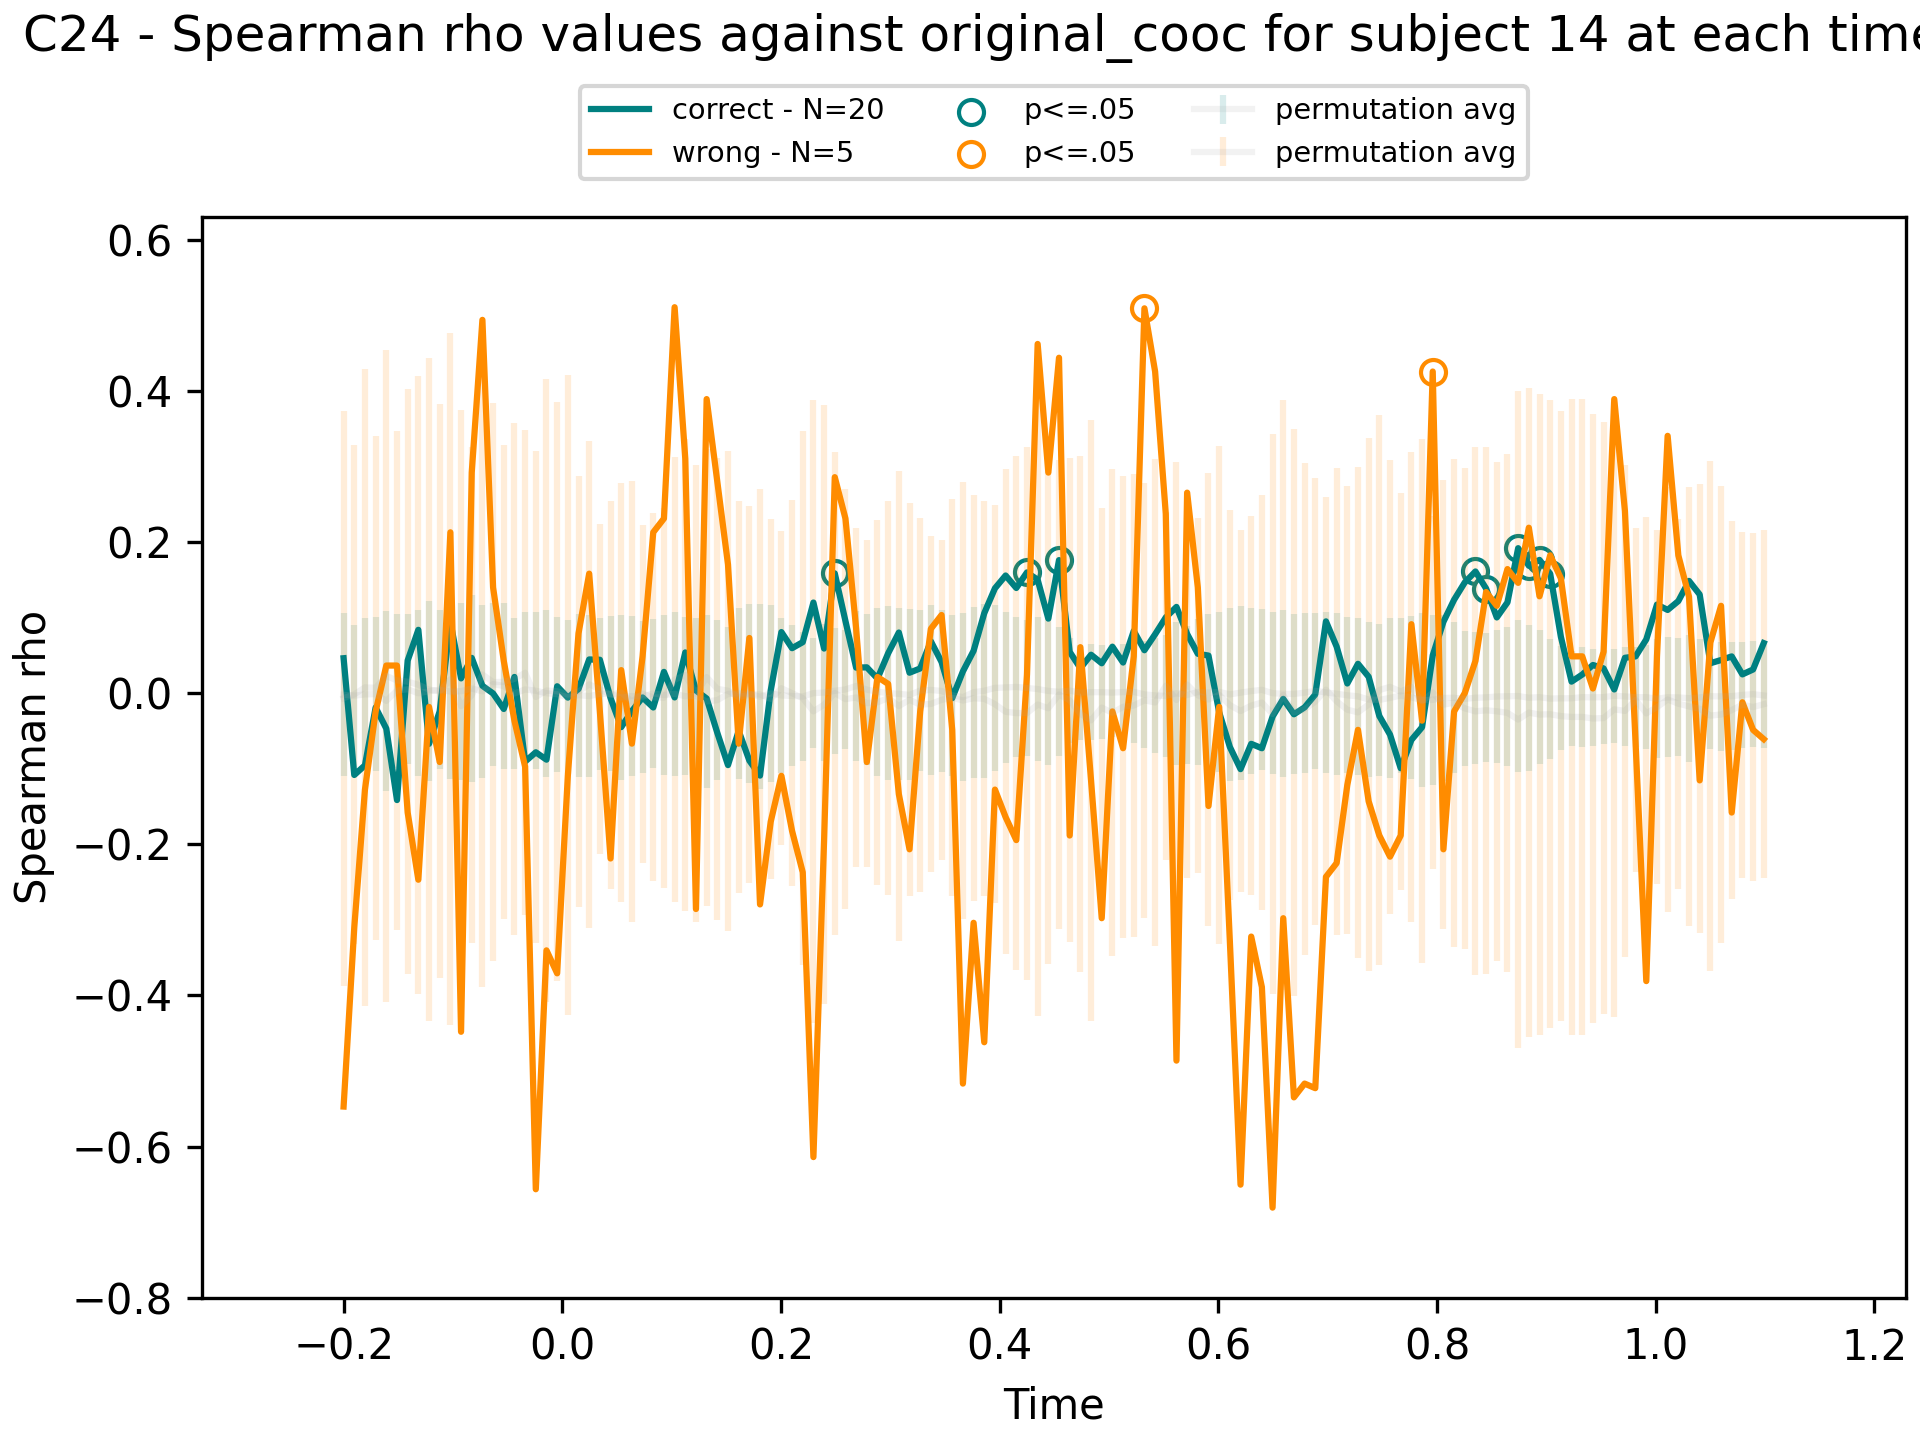 C24 - Spearman rho values against original_cooc for subject 14 at each time
correct - N=20 p<=.05 permutation avg
wrong - N=5 p<=.05 permutation avg
0.6
0.4
0.2
0.0
−0.2
−0.4
−0.6
−0.8
Spearman rho
−0.2 0.0 0.2 0.4 0.6 0.8 1.0 1.2
Time